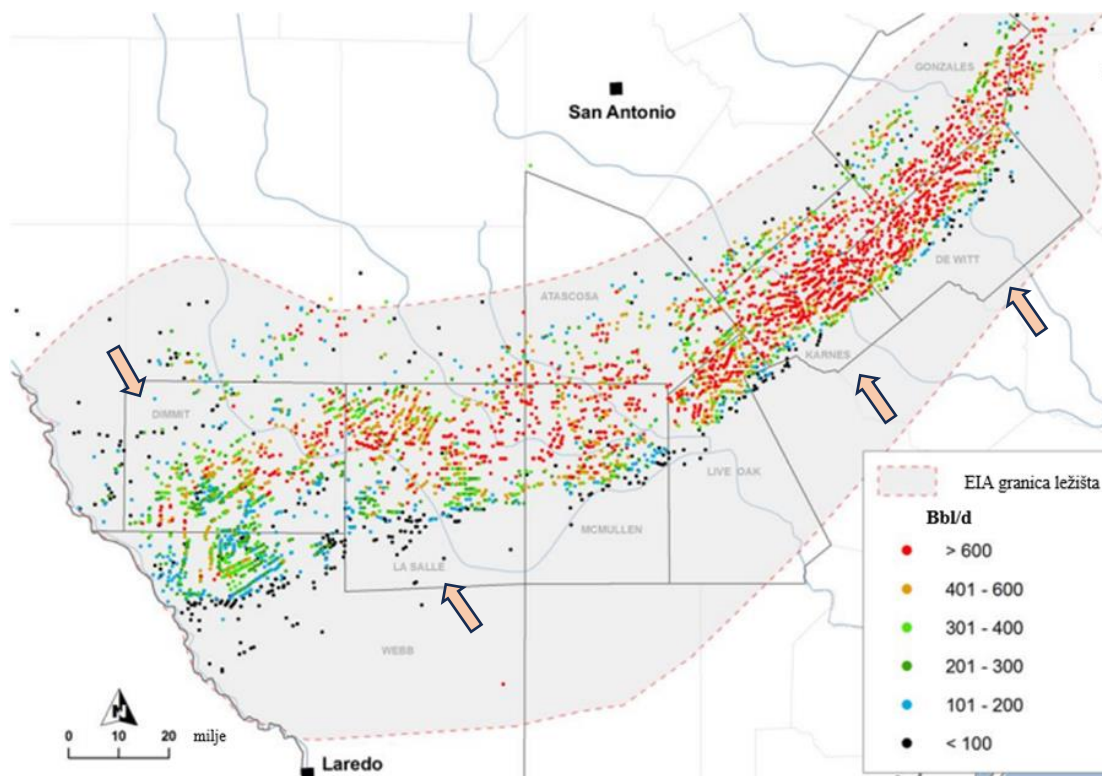 GONZALES
San Antonio
DE WITT
ATASCOSA
KARNES
DIMMIT
LIVE OAK
MCMULLEN
LA SALLE
WEBB
EIA granica ležišta
Bbl/d
> 600
401 - 600
301 - 400
201 - 300
101 - 200
< 100
N
0 10 20 milje
Laredo